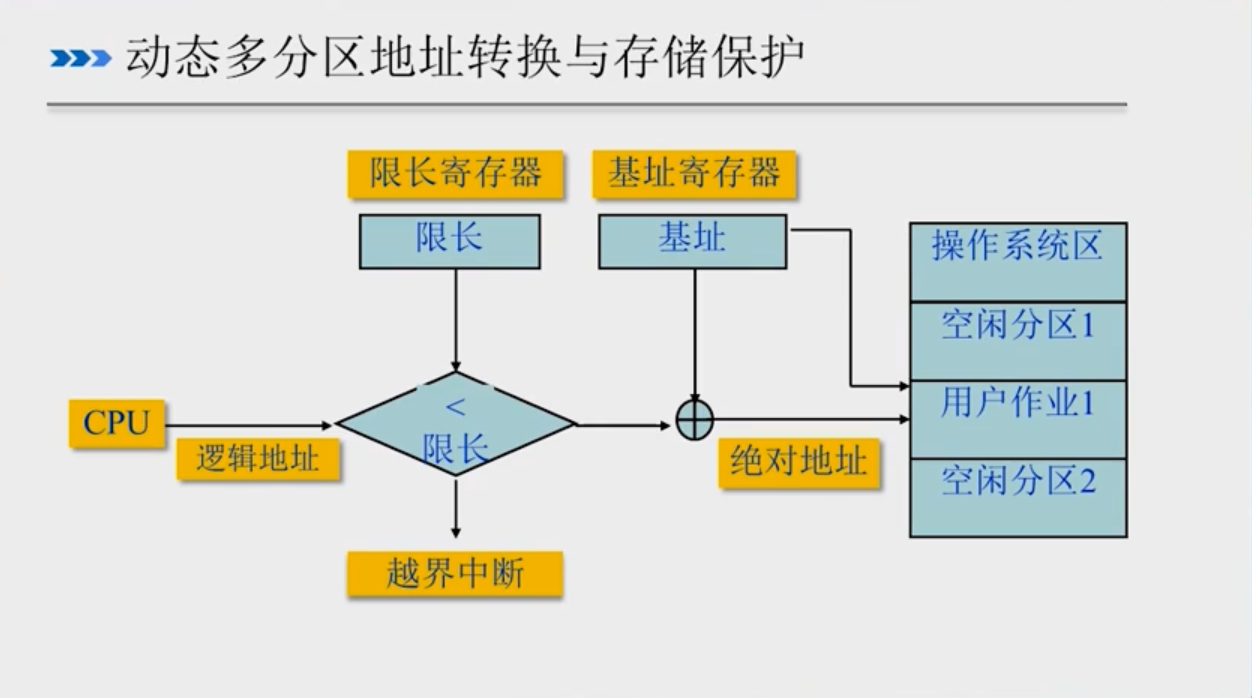 动态多分区地址转换与存储保护
限长寄存器
基址寄存器
限长
基址
操作系统区
空闲分区1
用户作业1
空闲分区2
CPU
逻辑地址
<
限长
绝对地址
越界中断